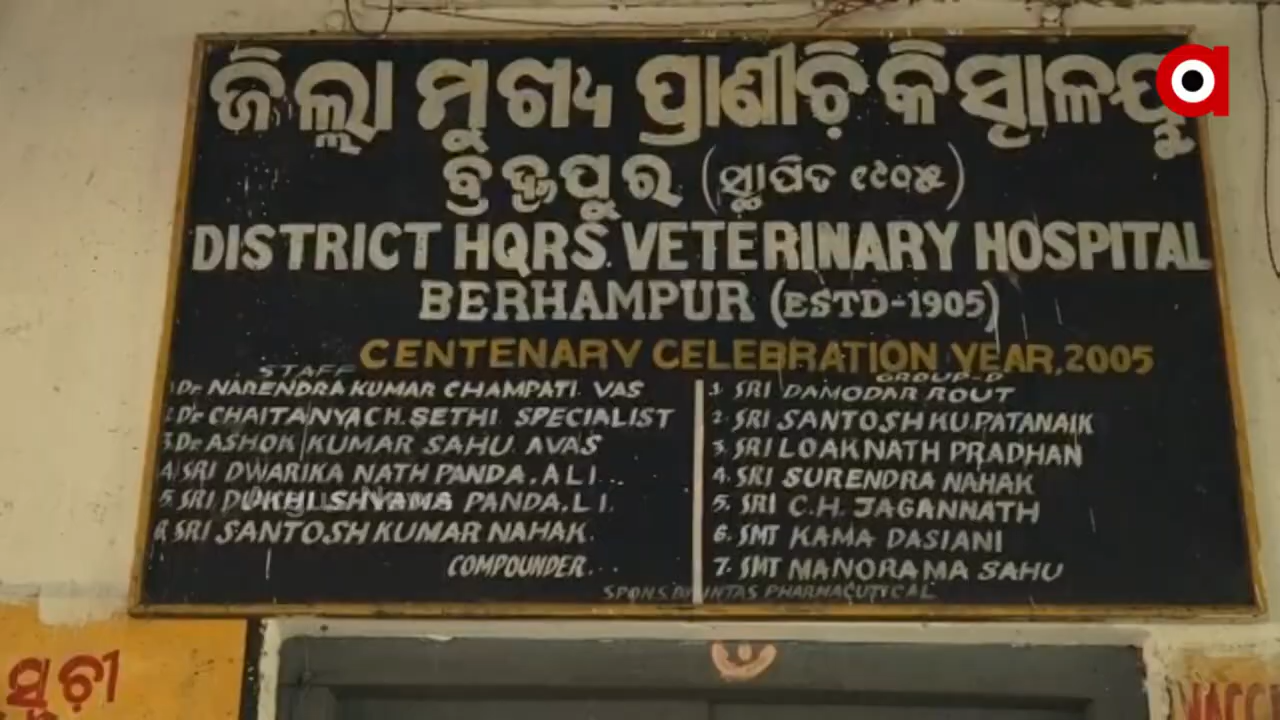 ଜିଲ୍ଲା ମୁଖ୍ୟ ପ୍ରାଣୀଚିକିତ୍ସାଳୟ
ବ୍ରହ୍ମପୁର (ସ୍ଥାପିତ ୧୯୦୫)
DISTRICT HQRS. VETERINARY HOSPITAL
BERHAMPUR (ESTD-1905)
CENTENARY CELEBRATION YEAR, 2005
STAFF
1 Dr NARENDRA KUMAR CHAMPATI. VAS
2. Dr CHAITANYA CH. SETHI. SPECIALIST
3. Dr ASHOK KUMAR SAHU AVAS
4. SRI DWARIKA NATH PANDA. A L I...
5. SRI DUKHI SHYAMA PANDA. L I.
6. SRI SANTOSH KUMAR NAHAK.
COMPOUNDER...
GROUP-D
1. SRI DAMODAR ROUT
2. SRI SANTOSH KU PATANAIK
3. SRI LOAKNATH PRADHAN
4. SRI SURENDRA NAHAK
5. SRI C.H. JAGANNATH
6. SMT KAMA DASIANI
7. SMT MANORAMA SAHU
SPONS BY INTAS PHARMACUTICAL
ସୂଚୀ